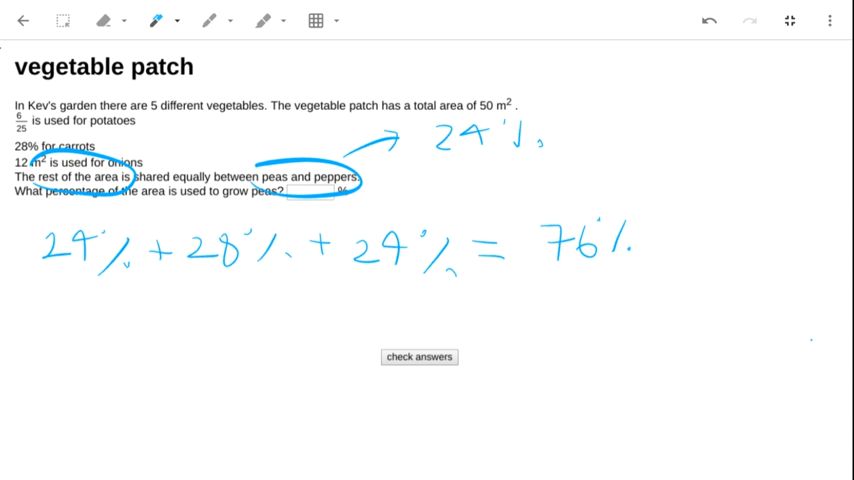 vegetable patch
In Kev's garden there are 5 different vegetables. The vegetable patch has a total area of 50 m² .
6/25 is used for potatoes
24%
28% for carrots
12 m² is used for onions
The rest of the area is shared equally between peas and peppers.
What percentage of the area is used to grow peas? %
24% + 28% + 24% = 76%
check answers